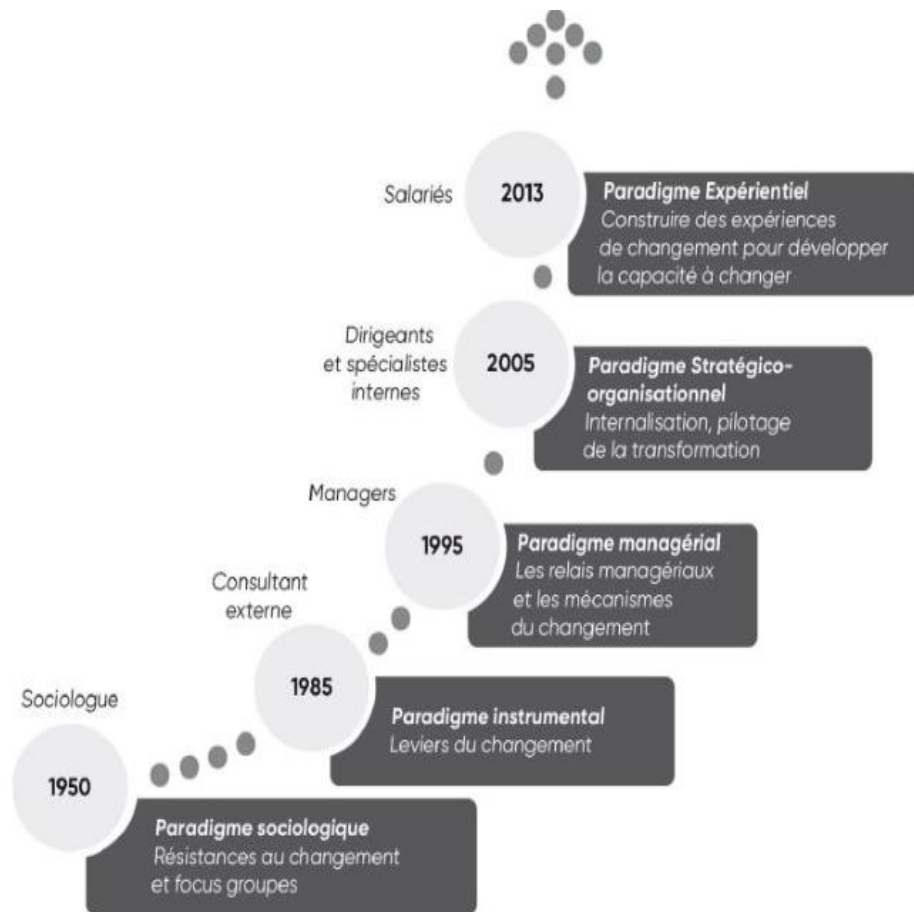 Salariés
2013
Paradigme Expérientiel
Construire des expériences
de changement pour développer
la capacité à changer
Dirigeants
et spécialistes
internes
2005
Paradigme Stratégico-
organisationnel
Internalisation, pilotage
de la transformation
Managers
1995
Paradigme managérial
Les relais managériaux
et les mécanismes
du changement
Consultant
externe
1985
Paradigme instrumental
Leviers du changement
Sociologue
1950
Paradigme sociologique
Résistances au changement
et focus groupes